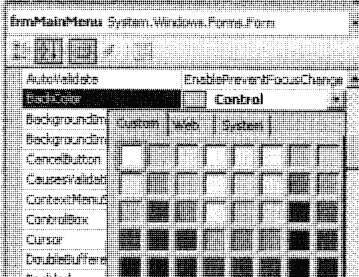 frmMainMenu System.Windows.Forms.Form
AutoValidate EnablePreventFocusChange
BackColor Control
BackgroundIm
Custom Web System
BackgroundIm
CancelButton
CausesValidat
ContextMenuS
ControlBox
Cursor
DoubleBuffere